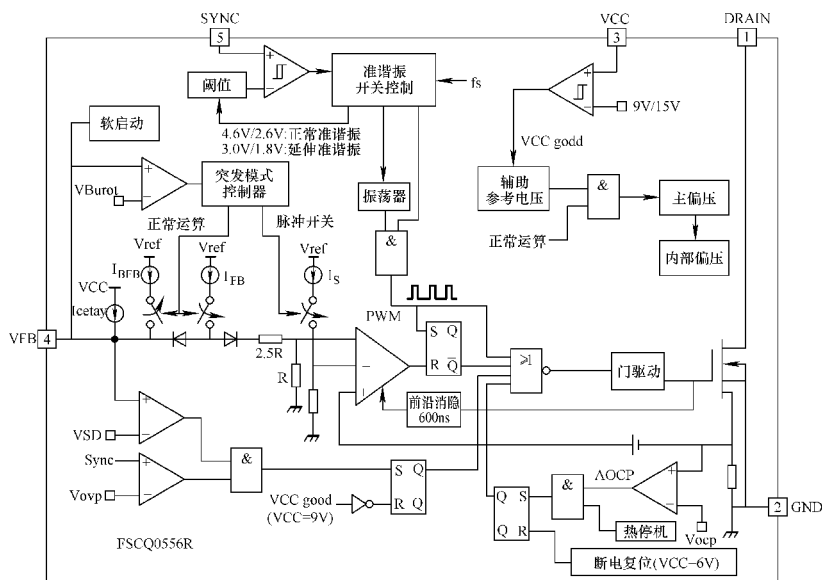 SYNC
VCC
DRAIN
5
3
1
阈值
准谐振
开关控制
fs
9V/15V
软启动
4.6V/2.6V:正常准谐振
3.0V/1.8V:延伸准谐振
VCC godd
VBurot
突发模式
控制器
振荡器
辅助
参考电压
&
主偏压
正常运算
脉冲开关
&
正常运算
内部偏压
Vref
Vref
Vref
IBFB
IFB
IS
VCC
Icetay
PWM
VFB
4
2.5R
S
Q
R
Q̅
≥1
门驱动
R
前沿消隐
600ns
VSD
Sync
&
S
Q
AOCP
Vovp
VCC good
(VCC=9V)
R
Q
Q
S
&
2
GND
热停机
Vocp
Q
R
FSCQ0556R
断电复位(VCC=6V)